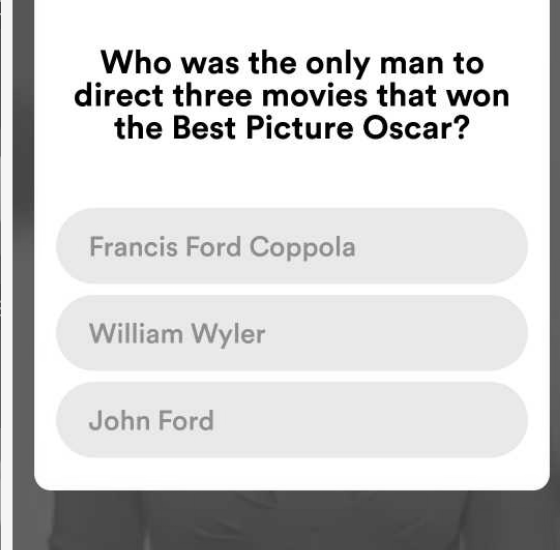 Who was the only man to
direct three movies that won
the Best Picture Oscar?
Francis Ford Coppola
William Wyler
John Ford